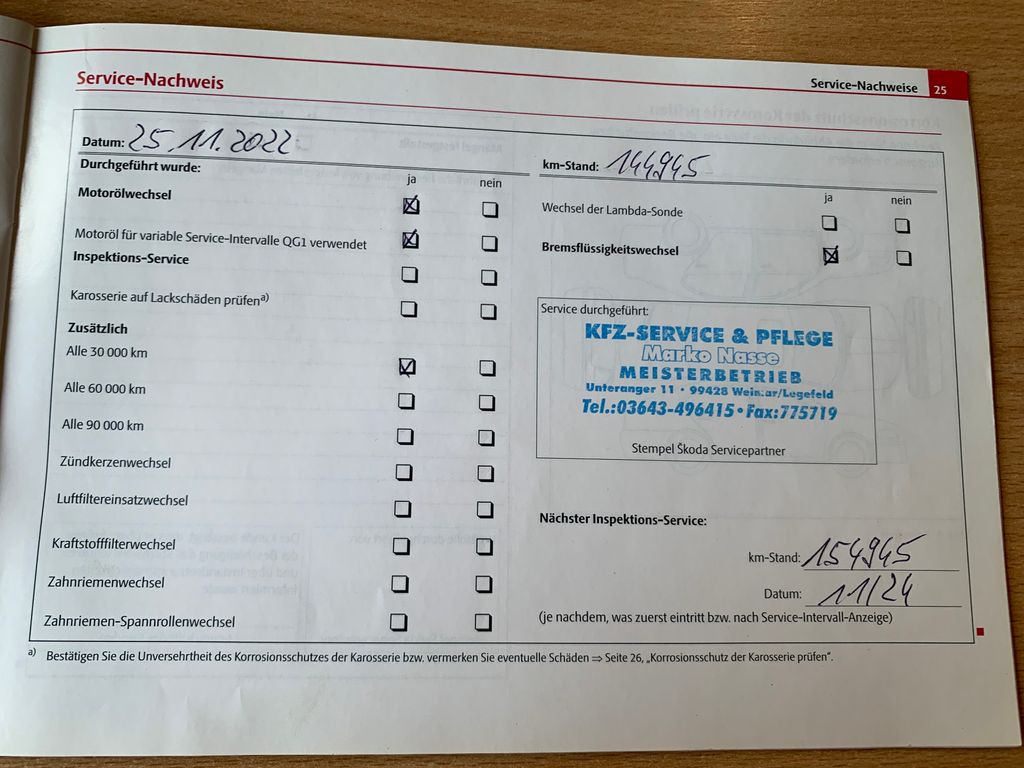 Service-Nachweise 25
Service-Nachweis
Datum: 25.11.2022
km-Stand: 144945
Durchgeführt wurde:
ja nein
Motorölwechsel
Motoröl für variable Service-Intervalle QG1 verwendet
Inspektions-Service
Karosserie auf Lackschäden prüfen a)
Zusätzlich
Alle 30 000 km
Alle 60 000 km
Alle 90 000 km
Zündkerzenwechsel
Luftfiltereinsatzwechsel
Kraftstofffilterwechsel
Zahnriemenwechsel
Zahnriemen-Spannrollenwechsel
ja nein
Wechsel der Lambda-Sonde
Bremsflüssigkeitswechsel
Service durchgeführt:
KFZ-SERVICE & PFLEGE
Marko Nasse
MEISTERBETRIEB
Unteranger 11 • 99428 Weimar/Legefeld
Tel.:03643-496415 • Fax:775719
Stempel Škoda Servicepartner
Nächster Inspektions-Service:
km-Stand: 154945
Datum: 11/24
(je nachdem, was zuerst eintritt bzw. nach Service-Intervall-Anzeige)
a) Bestätigen Sie die Unversehrtheit des Korrosionsschutzes der Karosserie bzw. vermerken Sie eventuelle Schäden ⇒ Seite 26, „Korrosionsschutz der Karosserie prüfen“.